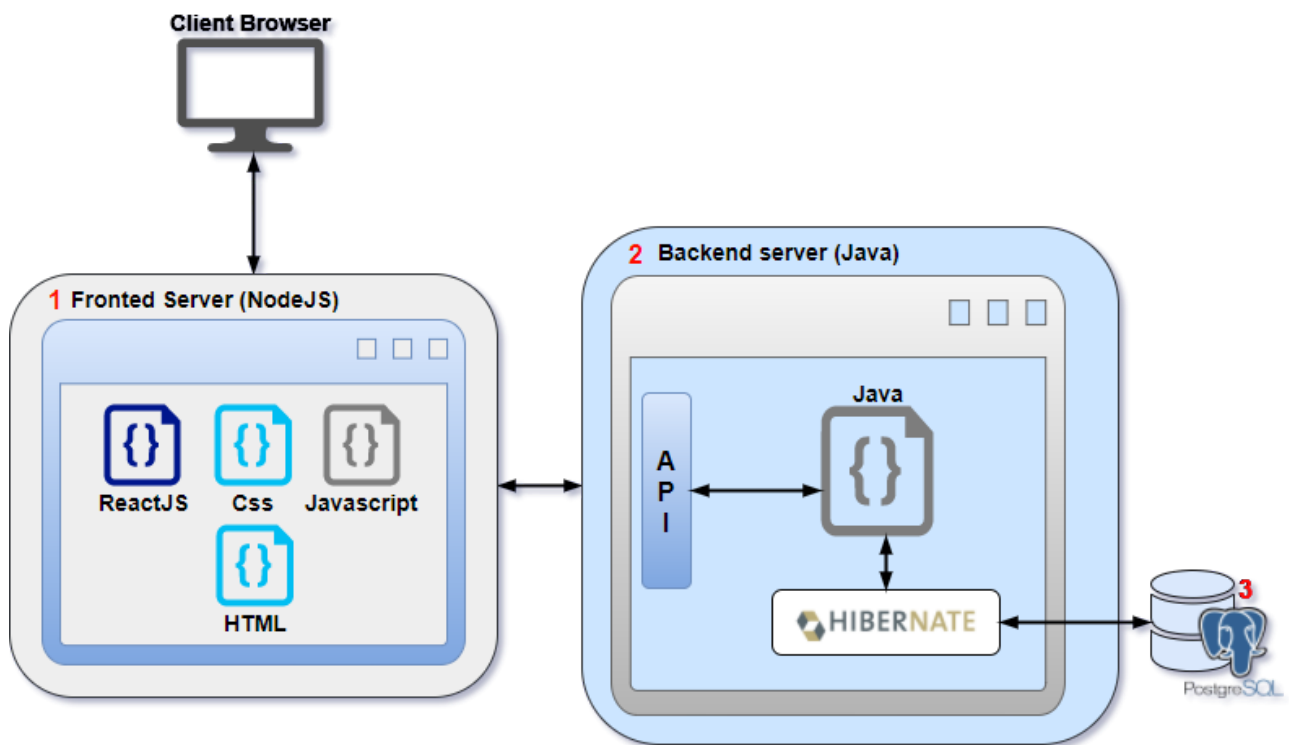 Client Browser
1 Fronted Server (NodeJS)
{} {} {}
ReactJS Css Javascript
{}
HTML
2 Backend server (Java)
Java
{}
A
P
I
HIBERNATE
3
PostgreSQL